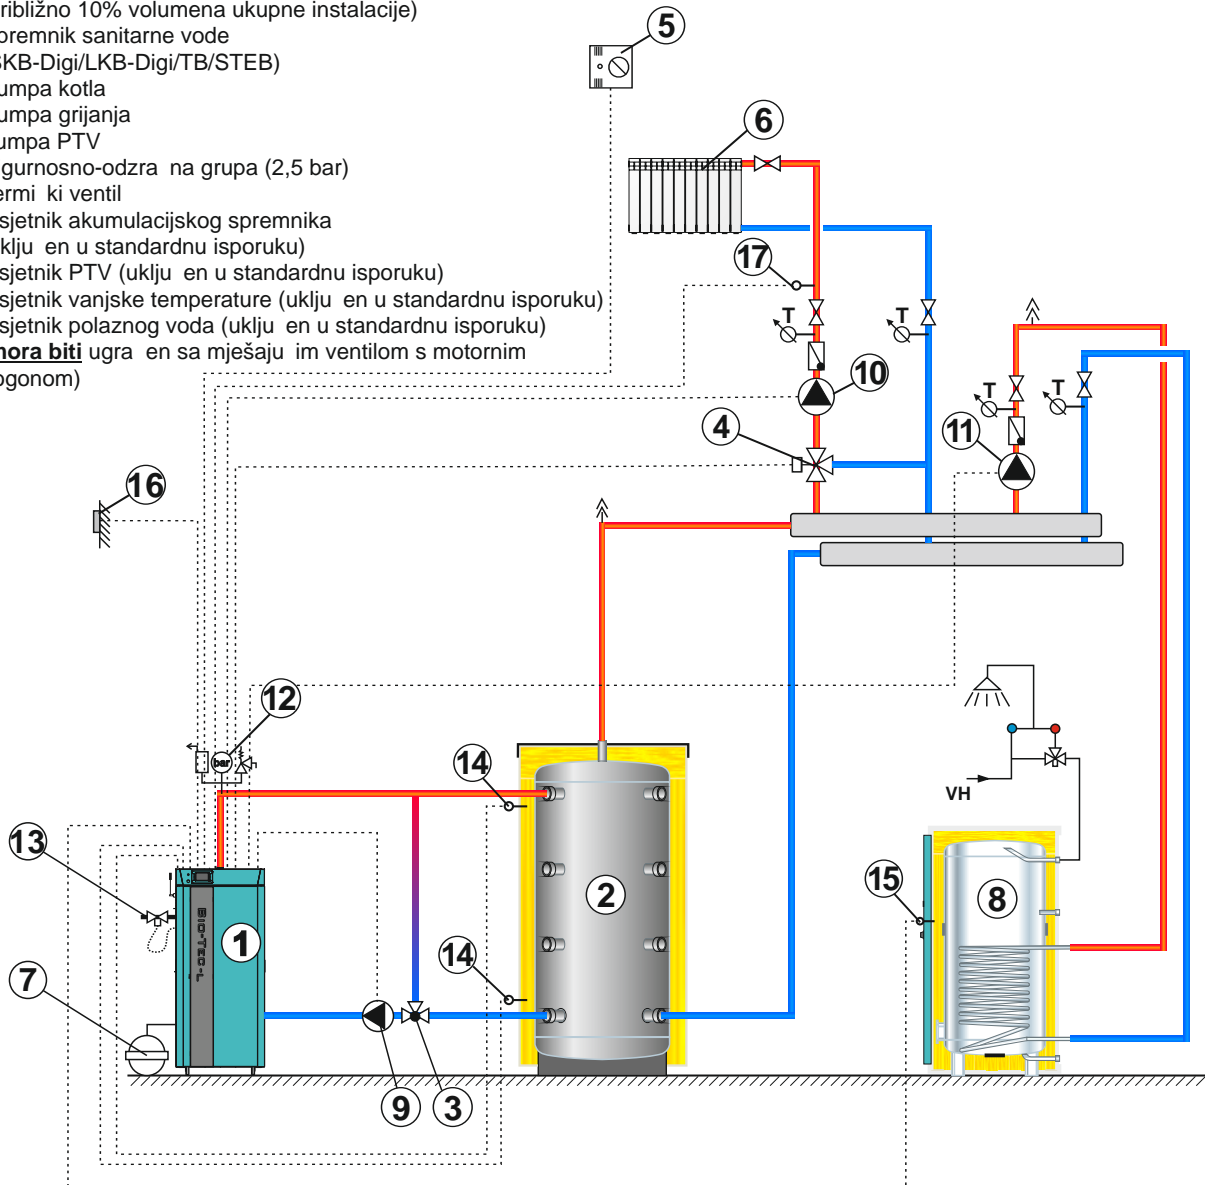 ribližno 10% volumena ukupne instalacije)
oremnik sanitarne vode
SKB-Digi/LKB-Digi/TB/STEB)
umpa kotla
umpa grijanja
umpa PTV
gurnosno-odzra na grupa (2,5 bar)
ermi ki ventil
sjetnik akumulacijskog spremnika
klju en u standardnu isporuku)
sjetnik PTV (uklju en u standardnu isporuku)
sjetnik vanjske temperature (uklju en u standardnu isporuku)
sjetnik polaznog voda (uklju en u standardnu isporuku)
mora biti ugra en sa mješaju im ventilom s motornim
ogonom)
5
6
17
T
T
10
T
T
4
11
16
12
bar
14
VH
13
15
2
8
1
BIO-TEC-L
14
7
9
3